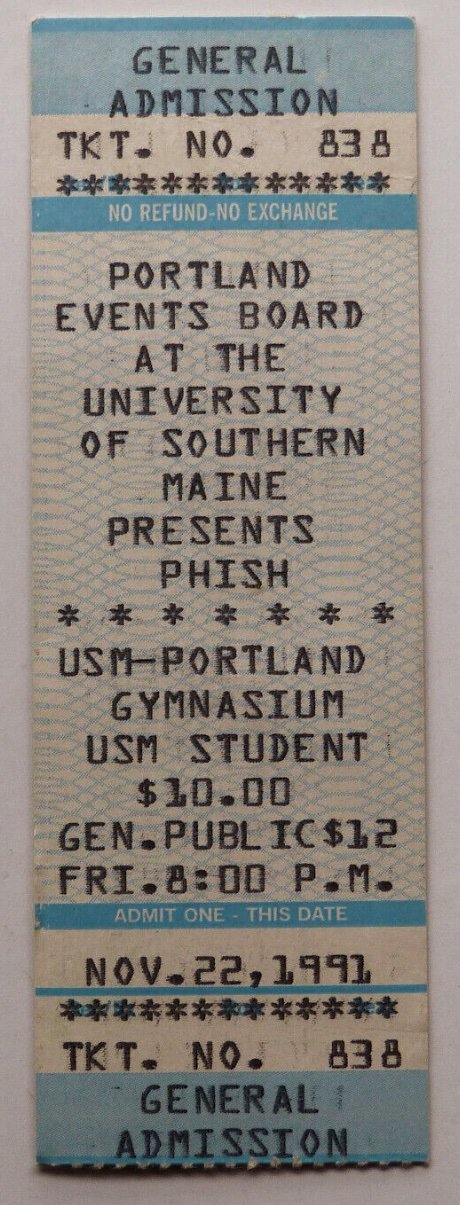 GENERAL
ADMISSION
TKT. NO. 838
*************
NO REFUND-NO EXCHANGE
PORTLAND
EVENTS BOARD
AT THE
UNIVERSITY
OF SOUTHERN
MAINE
PRESENTS
PHISH
* * * * * * *
USM-PORTLAND
GYMNASIUM
USM STUDENT
$10.00
GEN.PUBLIC$12
FRI.8:00 P.M.
ADMIT ONE - THIS DATE
NOV.22,1991
*************
TKT. NO. 838
GENERAL
ADMISSION